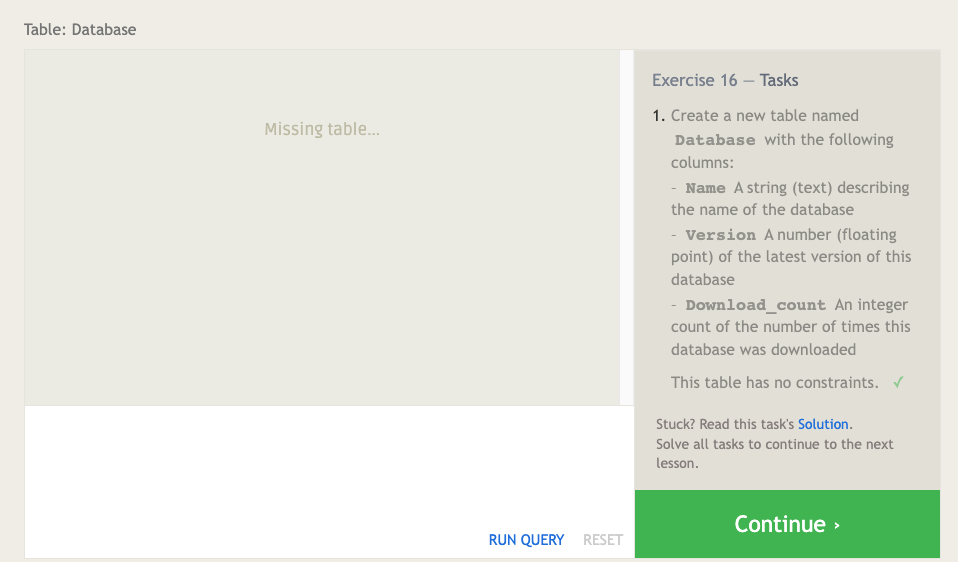 Table: Database
Missing table…
RUN QUERY RESET
Exercise 16 — Tasks
1. Create a new table named
Database with the following
columns:
- Name A string (text) describing
the name of the database
- Version A number (floating
point) of the latest version of this
database
- Download_count An integer
count of the number of times this
database was downloaded
This table has no constraints. ✓
Stuck? Read this task's Solution.
Solve all tasks to continue to the next
lesson.
Continue ›